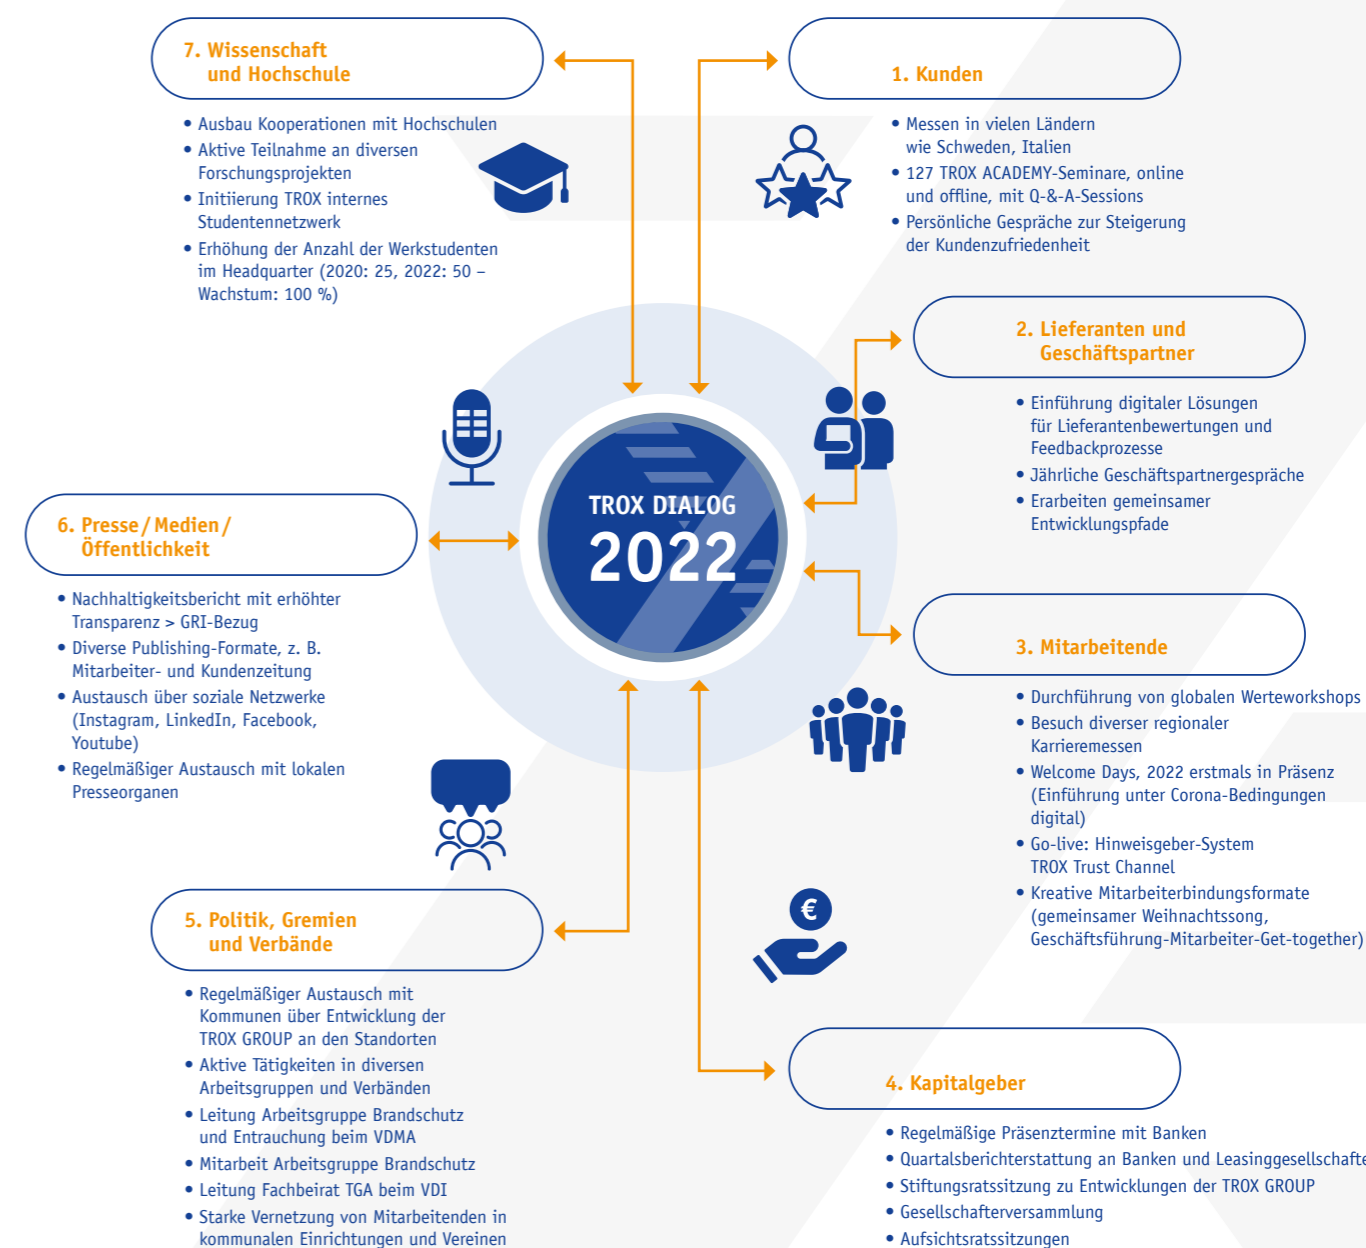 TROX DIALOG
2022
1. Kunden
• Messen in vielen Ländern
wie Schweden, Italien
• 127 TROX ACADEMY-Seminare, online
und offline, mit Q-&-A-Sessions
• Persönliche Gespräche zur Steigerung
der Kundenzufriedenheit
2. Lieferanten und
Geschäftspartner
• Einführung digitaler Lösungen
für Lieferantenbewertungen und
Feedbackprozesse
• Jährliche Geschäftspartnergespräche
• Erarbeiten gemeinsamer
Entwicklungspfade
3. Mitarbeitende
• Durchführung von globalen Werteworkshops
• Besuch diverser regionaler
Karrieremessen
• Welcome Days, 2022 erstmals in Präsenz
(Einführung unter Corona-Bedingungen
digital)
• Go-live: Hinweisgeber-System
TROX Trust Channel
• Kreative Mitarbeiterbindungsformate
(gemeinsamer Weihnachtssong,
Geschäftsführung-Mitarbeiter-Get-together)
€
4. Kapitalgeber
• Regelmäßige Präsenztermine mit Banken
• Quartalsberichterstattung an Banken und Leasinggesellschafte
• Stiftungsratssitzung zu Entwicklungen der TROX GROUP
• Gesellschafterversammlung
• Aufsichtsratssitzungen
5. Politik, Gremien
und Verbände
• Regelmäßiger Austausch mit
Kommunen über Entwicklung der
TROX GROUP an den Standorten
• Aktive Tätigkeiten in diversen
Arbeitsgruppen und Verbänden
• Leitung Arbeitsgruppe Brandschutz
und Entrauchung beim VDMA
• Mitarbeit Arbeitsgruppe Brandschutz
• Leitung Fachbeirat TGA beim VDI
• Starke Vernetzung von Mitarbeitenden in
kommunalen Einrichtungen und Vereinen
6. Presse/Medien/
Öffentlichkeit
• Nachhaltigkeitsbericht mit erhöhter
Transparenz > GRI-Bezug
• Diverse Publishing-Formate, z. B.
Mitarbeiter- und Kundenzeitung
• Austausch über soziale Netzwerke
(Instagram, LinkedIn, Facebook,
Youtube)
• Regelmäßiger Austausch mit lokalen
Presseorganen
7. Wissenschaft
und Hochschule
• Ausbau Kooperationen mit Hochschulen
• Aktive Teilnahme an diversen
Forschungsprojekten
• Initiierung TROX internes
Studentennetzwerk
• Erhöhung der Anzahl der Werkstudenten
im Headquarter (2020: 25, 2022: 50 –
Wachstum: 100 %)